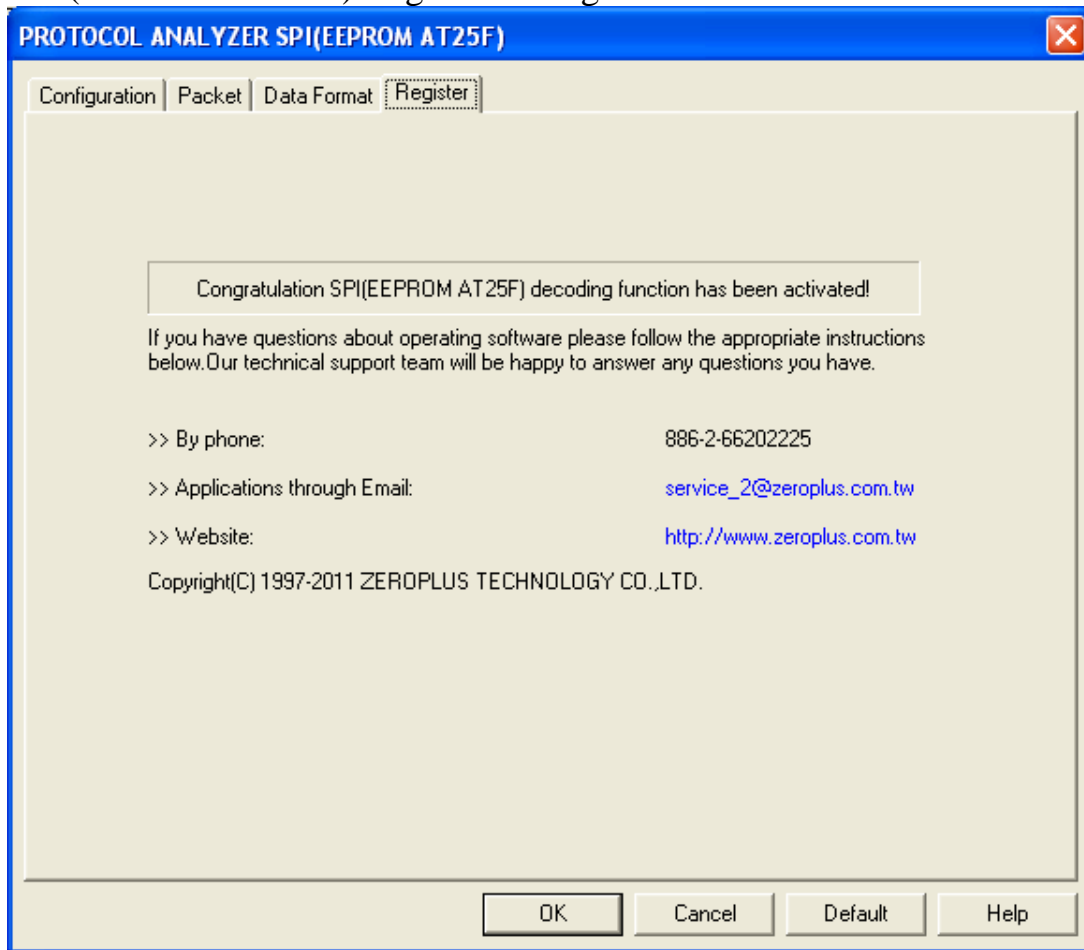 PROTOCOL ANALYZER SPI(EEPROM AT25F)
Configuration Packet Data Format Register
Congratulation SPI(EEPROM AT25F) decoding function has been activated!
If you have questions about operating software please follow the appropriate instructions
below.Our technical support team will be happy to answer any questions you have.
>> By phone: 886-2-66202225
>> Applications through Email: service_2@zeroplus.com.tw
>> Website: http://www.zeroplus.com.tw
Copyright(C) 1997-2011 ZEROPLUS TECHNOLOGY CO.,LTD.
OK Cancel Default Help